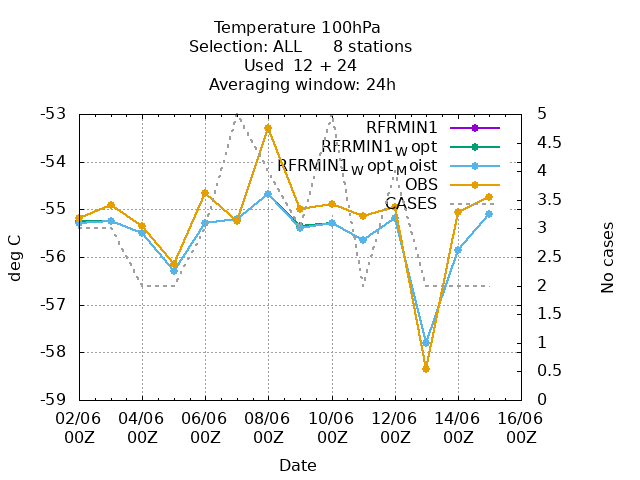 Temperature 100hPa
Selection: ALL 8 stations
Used 12 + 24
Averaging window: 24h
-53
-54
-55
-56
-57
-58
-59
deg C
5
4.5
4
3.5
3
2.5
2
1.5
1
0.5
0
No cases
RFRMIN1
RFRMIN1W opt
RFRMIN1W optMoist
OBS
CASES
02/06 04/06 06/06 08/06 10/06 12/06 14/06 16/06
00Z 00Z 00Z 00Z 00Z 00Z 00Z 00Z
Date